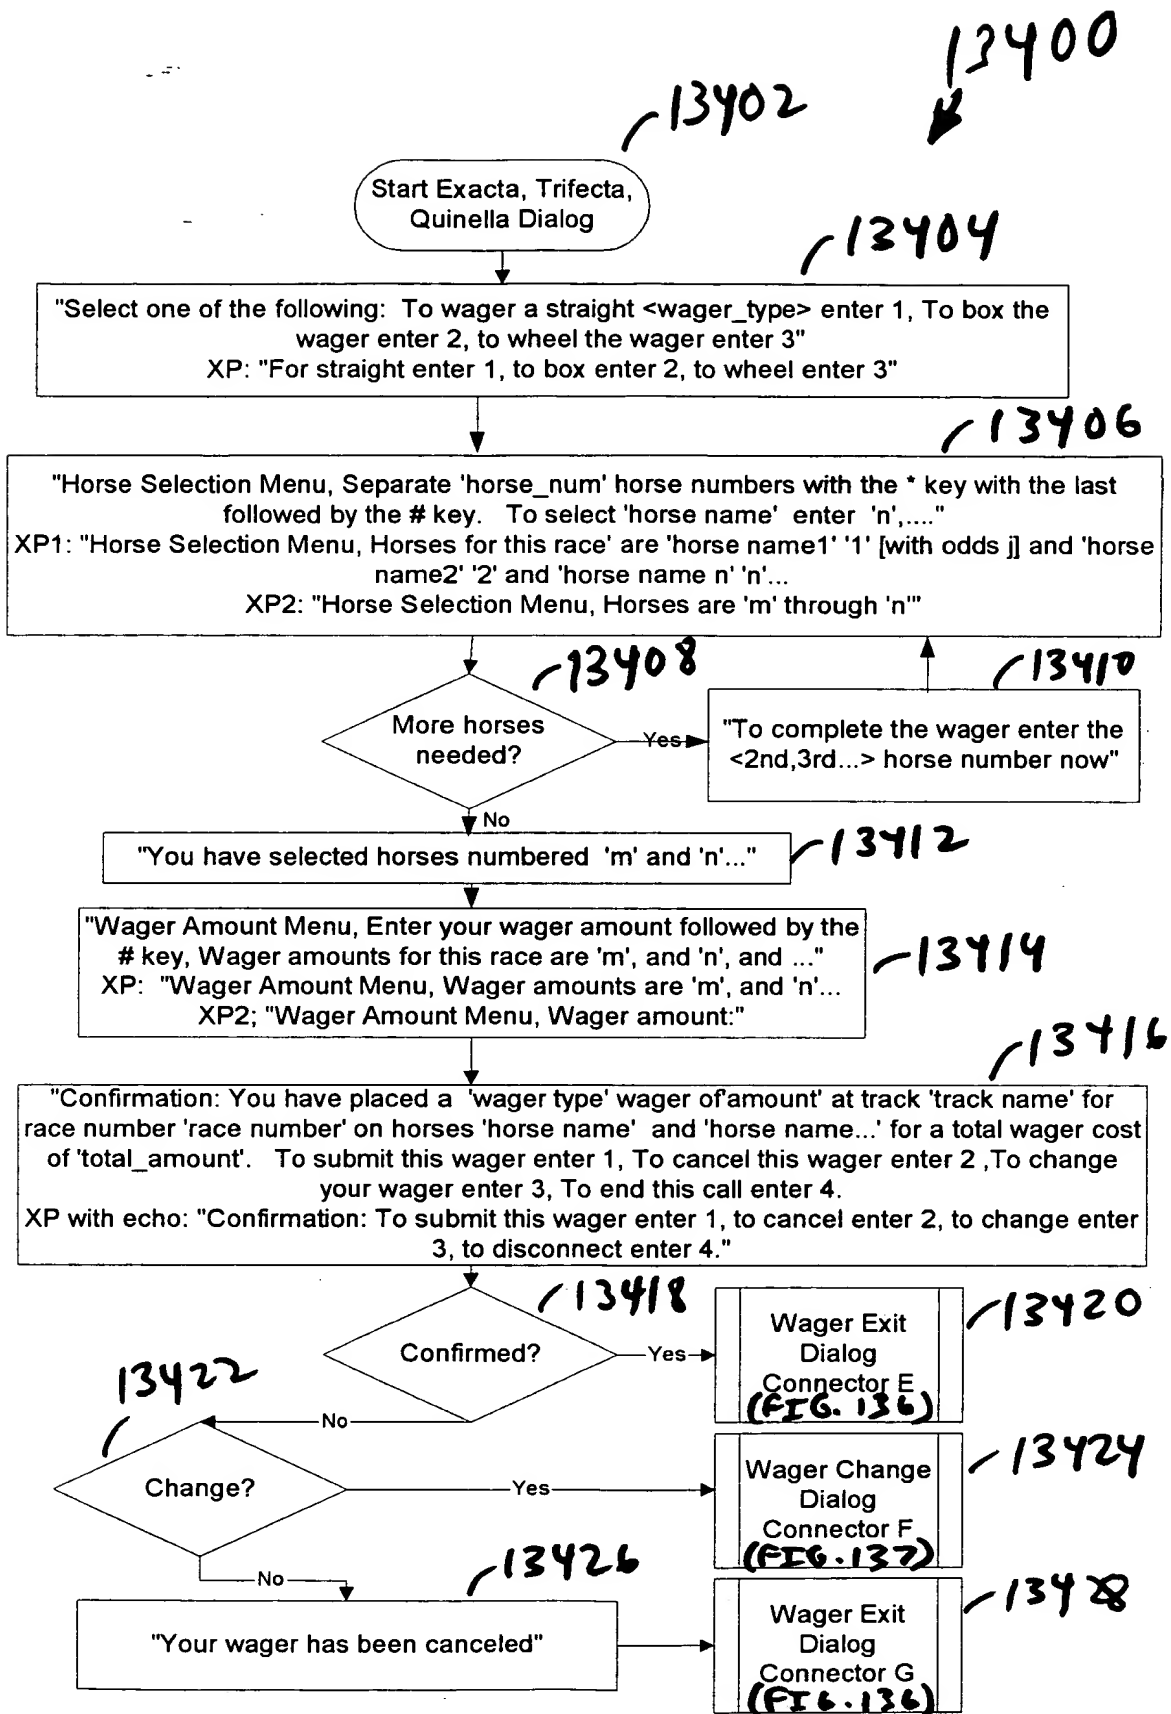 13400
13402
Start Exacta, Trifecta,
Quinella Dialog
13404
"Select one of the following:  To wager a straight <wager_type> enter 1, To box the
wager enter 2, to wheel the wager enter 3"
XP: "For straight enter 1, to box enter 2, to wheel enter 3"
13406
"Horse Selection Menu, Separate 'horse_num' horse numbers with the * key with the last
followed by the # key.   To select 'horse name'  enter  'n',...."
XP1: "Horse Selection Menu, Horses for this race' are 'horse name1' '1' [with odds j] and 'horse
name2' '2' and 'horse name n' 'n'...
XP2: "Horse Selection Menu, Horses are 'm' through 'n'"
13408
More horses
needed?
Yes
13410
"To complete the wager enter the
<2nd,3rd...> horse number now"
No
"You have selected horses numbered  'm' and 'n'..."
13412
"Wager Amount Menu, Enter your wager amount followed by the
# key, Wager amounts for this race are 'm', and 'n', and ..."
XP:  "Wager Amount Menu, Wager amounts are 'm', and 'n'...
XP2; "Wager Amount Menu, Wager amount:"
13414
13416
"Confirmation: You have placed a  'wager type' wager of'amount' at track 'track name' for
race number 'race number' on horses 'horse name'  and 'horse name...' for a total wager cost
of 'total_amount'.   To submit this wager enter 1, To cancel this wager enter 2 ,To change
your wager enter 3, To end this call enter 4.
XP with echo: "Confirmation: To submit this wager enter 1, to cancel enter 2, to change enter
3, to disconnect enter 4."
13418
Confirmed?
Yes
Wager Exit
Dialog
Connector E
(FIG. 136)
13420
No
13422
Change?
Yes
Wager Change
Dialog
Connector F
(FIG. 137)
13424
No
13426
"Your wager has been canceled"
Wager Exit
Dialog
Connector G
(FIG. 136)
13428